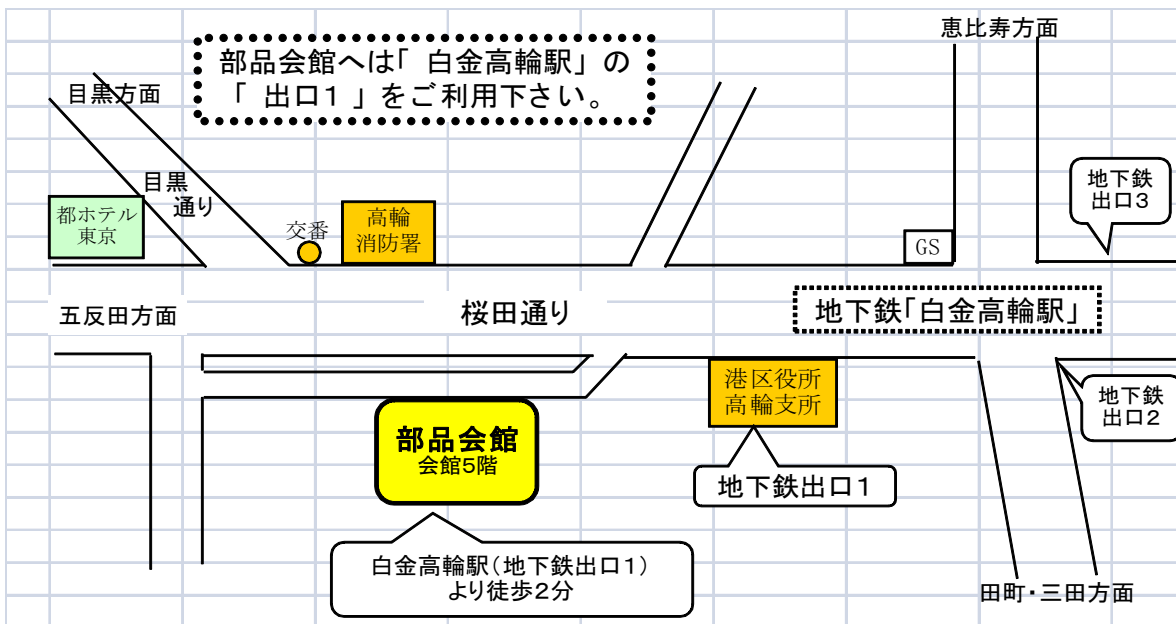 恵比寿方面
部品会館へは「 白金高輪駅」 の
「 出口1 」をご利用下さい。
目黒方面
目黒
通り
地下鉄
出口3
都ホテル
東京
交番
高輪
消防署
GS
五反田方面
桜田通り
地下鉄「白金高輪駅」
港区役所
高輪支所
地下鉄
出口2
部品会館
会館5階
地下鉄出口1
白金高輪駅(地下鉄出口1)
より徒歩2分
田町・三田方面